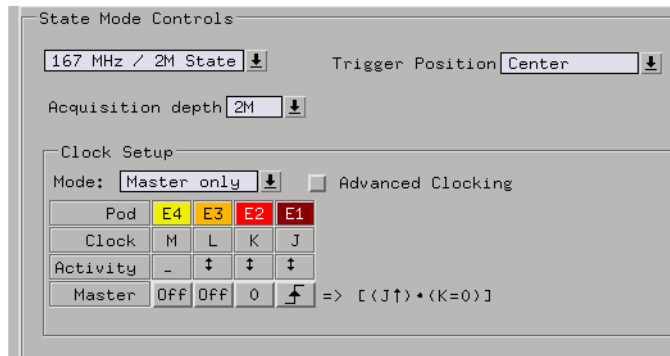 State Mode Controls
167 MHz / 2M State Trigger Position Center
Acquisition depth 2M
Clock Setup
Mode: Master only Advanced Clocking
Pod E4 E3 E2 E1
Clock M L K J
Activity – ↕ ↕ ↕
Master Off Off 0 => [(J↑)•(K=0)]